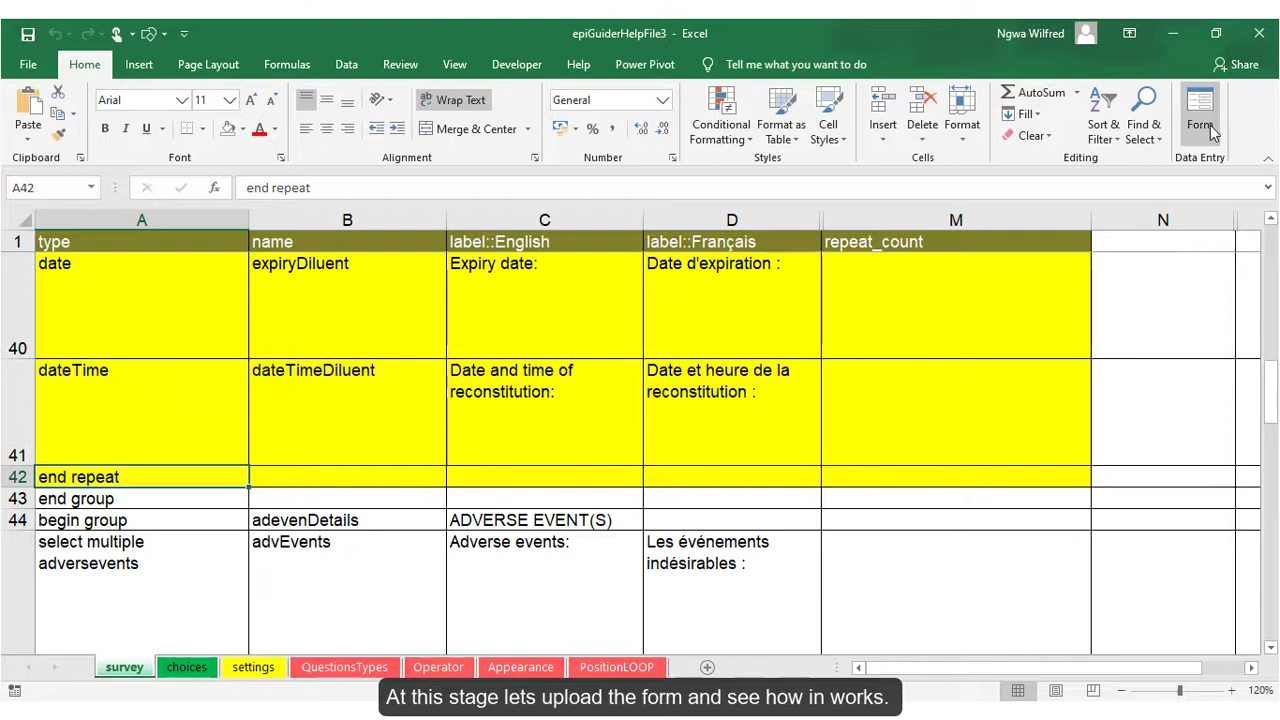 epiGuiderHelpFile3 - Excel
Ngwa Wilfred
File Home Insert Page Layout Formulas Data Review View Developer Help Power Pivot Tell me what you want to do Share
Paste
Clipboard
Arial 11
B I U
A
Font
ab Wrap Text
Merge & Center
Alignment
General
%
Number
Conditional Formatting
Format as Table
Cell Styles
Styles
Insert Delete Format
Cells
AutoSum
Fill
Clear
Sort & Filter
Find & Select
Editing
Form
Data Entry
A42 fx end repeat
A B C D M N
1 type name label::English label::Français repeat_count
40 date expiryDiluent Expiry date: Date d'expiration :
41 dateTime dateTimeDiluent Date and time of reconstitution: Date et heure de la reconstitution :
42 end repeat
43 end group
44 begin group adevenDetails ADVERSE EVENT(S)
select multiple adversevents advEvents Adverse events: Les événements indésirables :
survey choices settings QuestionsTypes Operator Appearance PositionLOOP
120%
At this stage lets upload the form and see how in works.